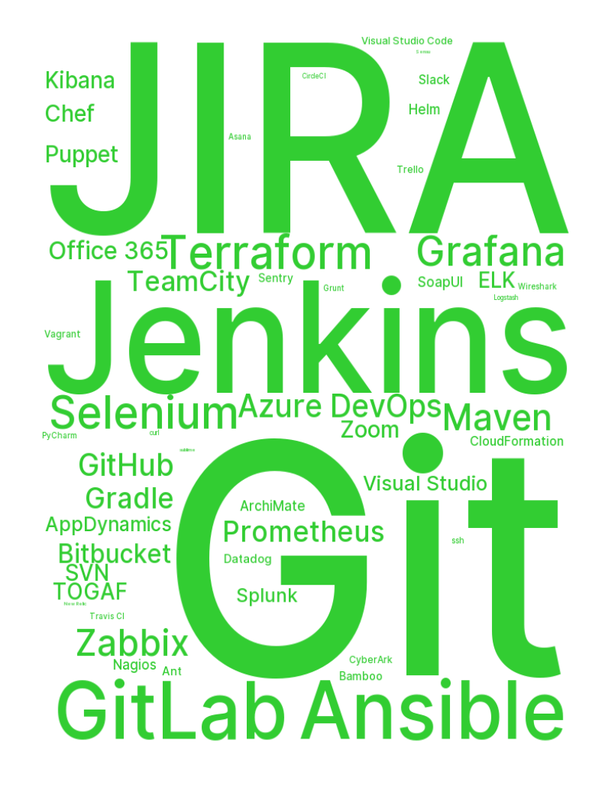 Visual Studio Code
JIRA
Kibana
CircleCI
Slack
Chef
Helm
Asana
Puppet
Trello
Office 365
Terraform
Grafana
TeamCity
Sentry
SoapUI
ELK
Grunt
Wireshark
Logstash
Jenkins
Vagrant
Selenium
Azure DevOps
Maven
Zoom
PyCharm
curl
CloudFormation
Git
GitHub
Visual Studio
Gradle
ArchiMate
AppDynamics
Prometheus
ssh
Bitbucket
Datadog
SVN
TOGAF
Splunk
Travis CI
Zabbix
Nagios
Ant
CyberArk
Bamboo
GitLab
Ansible